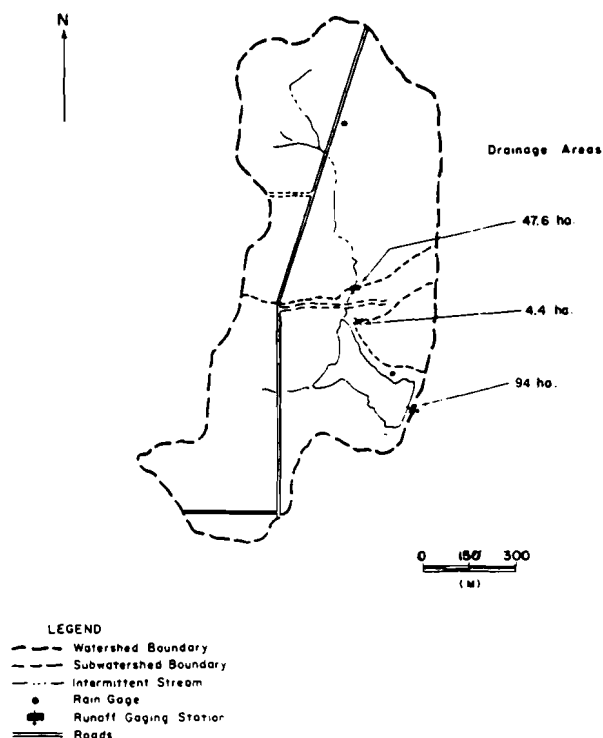 N
Drainage Areas
47.6 ha.
4.4 ha.
94 ha.
0 150 300
(M)
LEGEND
Watershed Boundary
Subwatershed Boundary
Intermittent Stream
Rain Gage
Runoff Gaging Station
Roads